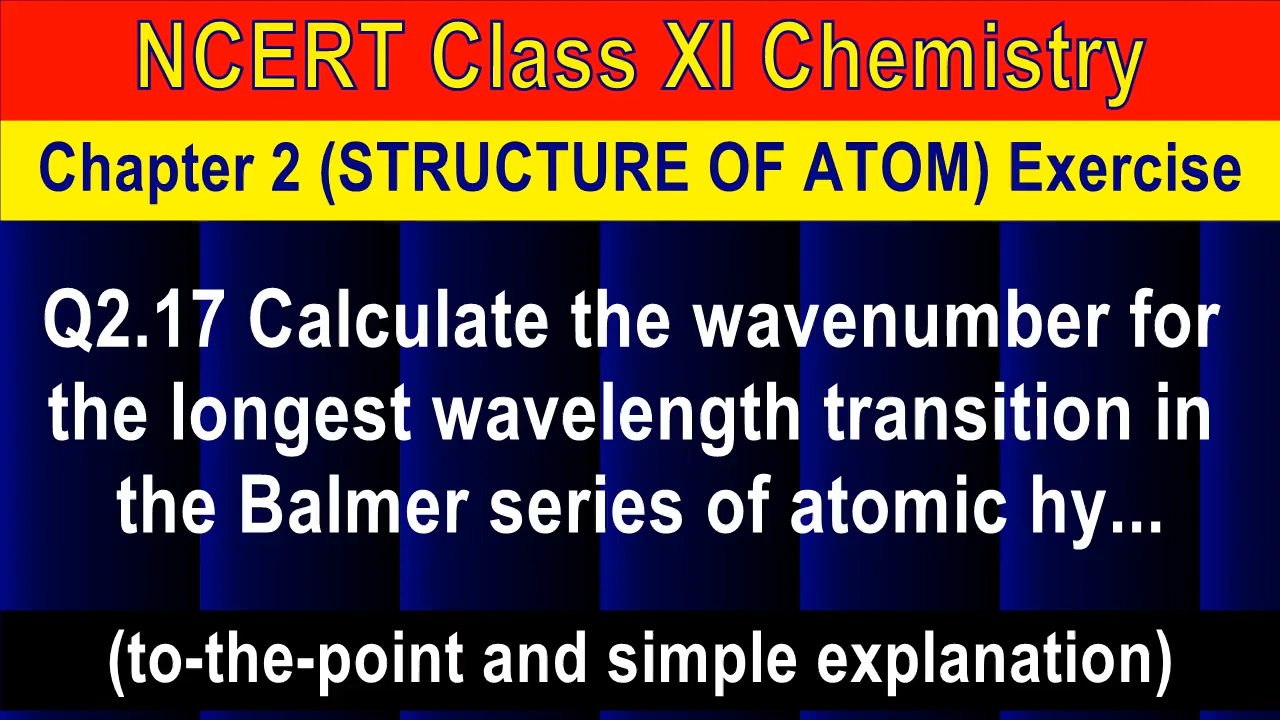 NCERT Class XI Chemistry
Chapter 2 (STRUCTURE OF ATOM) Exercise
Q2.17 Calculate the wavenumber for
the longest wavelength transition in
the Balmer series of atomic hy...
(to-the-point and simple explanation)